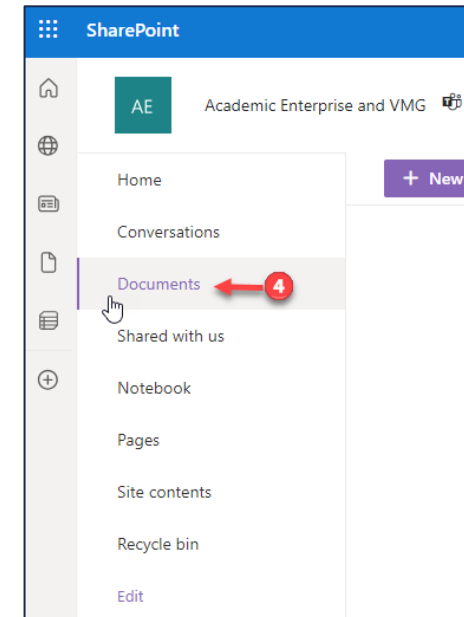 SharePoint
AE Academic Enterprise and VMG
+ New
Home
Conversations
Documents 4
Shared with us
Notebook
Pages
Site contents
Recycle bin
Edit